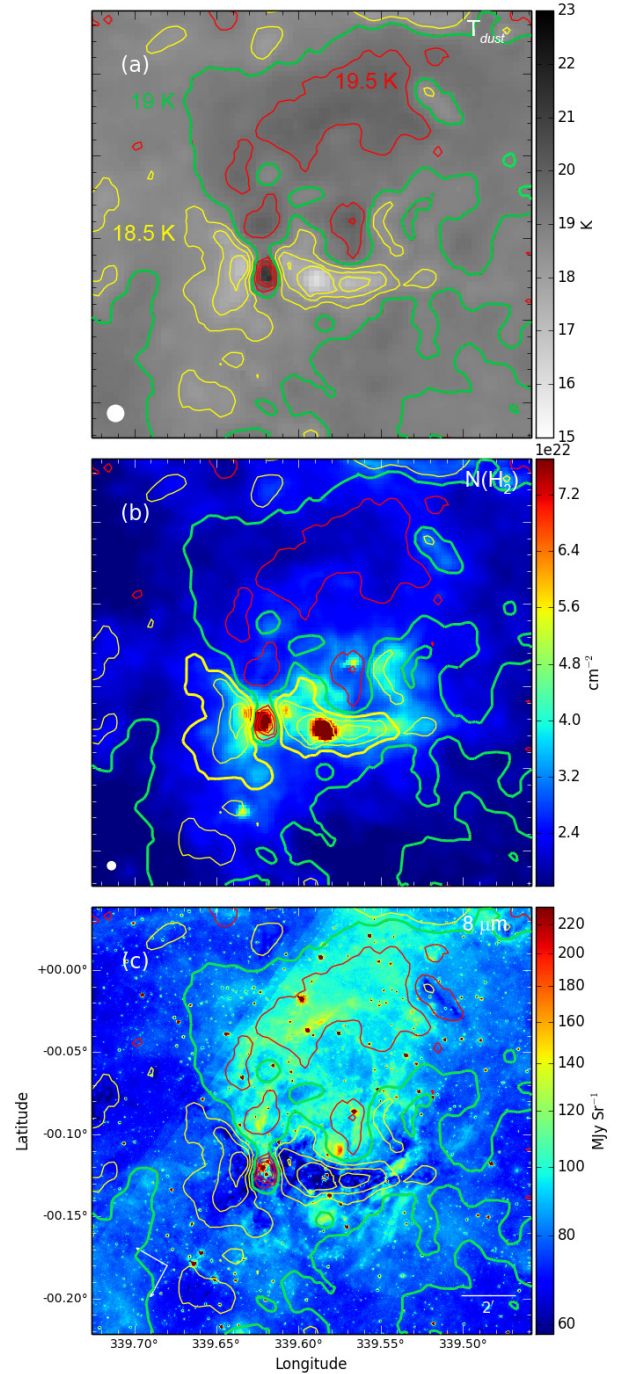 T_dust
(a)
19.5 K
19 K
18.5 K
23
22
21
20
19
18
17
16
15
K
1e22
N(H₂)
(b)
7.2
6.4
5.6
4.8
4.0
3.2
2.4
cm⁻²
8 μm
(c)
220
200
180
160
140
120
100
80
60
MJy Sr⁻¹
+00.00°
-00.05°
-00.10°
-00.15°
-00.20°
Latitude
2′
339.70°
339.65°
339.60°
339.55°
339.50°
Longitude